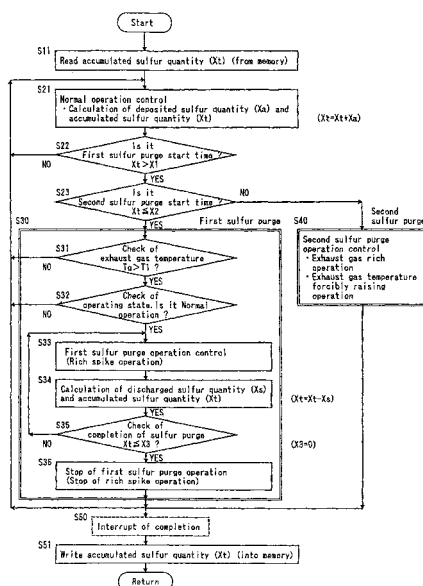 Start
S11
Read accumulated sulfur quantity (Xt) (from memory)
S21
Normal operation control
・Calculation of deposited sulfur quantity (Xa) and
accumulated sulfur quantity (Xt)
(Xt=Xt+Xa)
S22
Is it
First sulfur purge start time ?
Xt>X1
NO
YES
S23
Is it
Second sulfur purge start time ?
Xt≦X2
NO
YES
S30
First sulfur purge
Second
sulfur purge
S40
Second sulfur purge
operation control
・Exhaust gas rich
operation
・Exhaust gas temperature
forcibly raising
operation
S31
Check of
exhaust gas temperature
Tg>T1 ?
NO
YES
S32
Check of
operating state. Is it Normal
operation ?
NO
YES
S33
First sulfur purge operation control
(Rich spike operation)
S34
Calculation of discharged sulfur quantity (Xs)
and accumulated sulfur quantity (Xt)
(Xt=Xt-Xs)
YES
S35
Check of
completion of sulfur purge
Xt≦X3 ?
(X3=0)
NO
YES
S36
Stop of first sulfur purge operation
(Stop of rich spike operation)
S50
Interrupt of completion
S51
Write accumulated sulfur quantity (Xt) (into memory)
Return